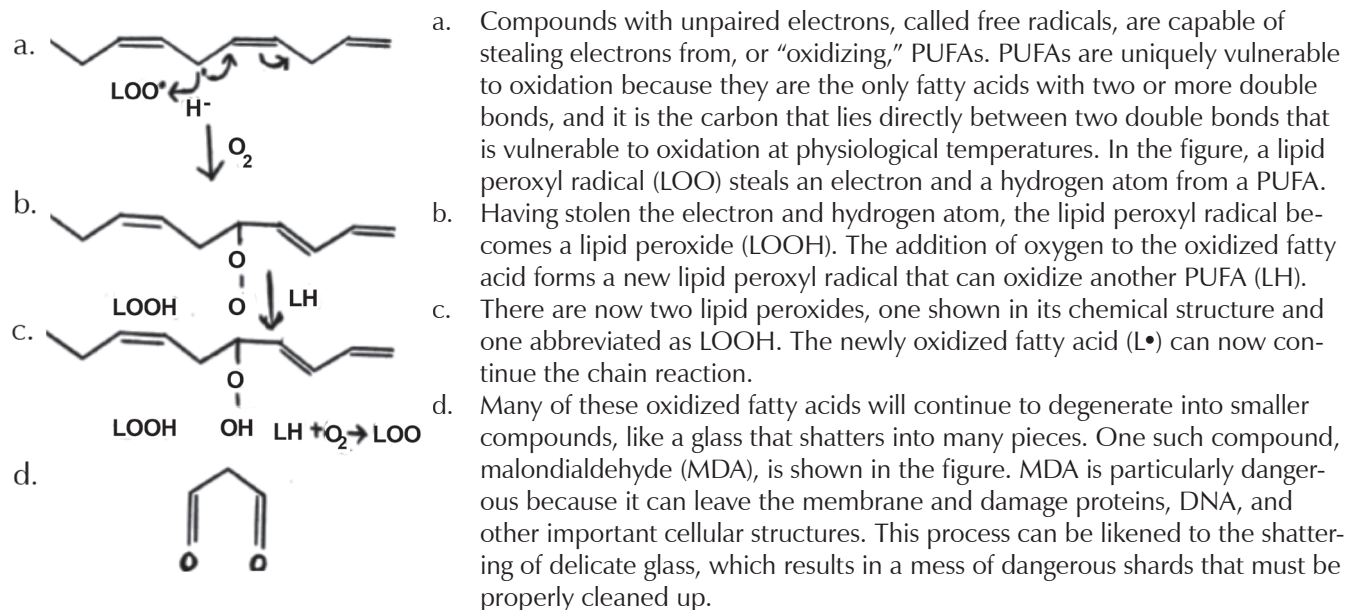 a.
LOO•
H-
O2
b.
O
O
LH
LOOH
c.
O
LOOH
OH
LH + O2 → LOO
d.
O
O
a. Compounds with unpaired electrons, called free radicals, are capable of
stealing electrons from, or “oxidizing,” PUFAs. PUFAs are uniquely vulnerable
to oxidation because they are the only fatty acids with two or more double
bonds, and it is the carbon that lies directly between two double bonds that
is vulnerable to oxidation at physiological temperatures. In the figure, a lipid
peroxyl radical (LOO) steals an electron and a hydrogen atom from a PUFA.
b. Having stolen the electron and hydrogen atom, the lipid peroxyl radical be-
comes a lipid peroxide (LOOH). The addition of oxygen to the oxidized fatty
acid forms a new lipid peroxyl radical that can oxidize another PUFA (LH).
c. There are now two lipid peroxides, one shown in its chemical structure and
one abbreviated as LOOH. The newly oxidized fatty acid (L•) can now con-
tinue the chain reaction.
d. Many of these oxidized fatty acids will continue to degenerate into smaller
compounds, like a glass that shatters into many pieces. One such compound,
malondialdehyde (MDA), is shown in the figure. MDA is particularly danger-
ous because it can leave the membrane and damage proteins, DNA, and
other important cellular structures. This process can be likened to the shatter-
ing of delicate glass, which results in a mess of dangerous shards that must be
properly cleaned up.